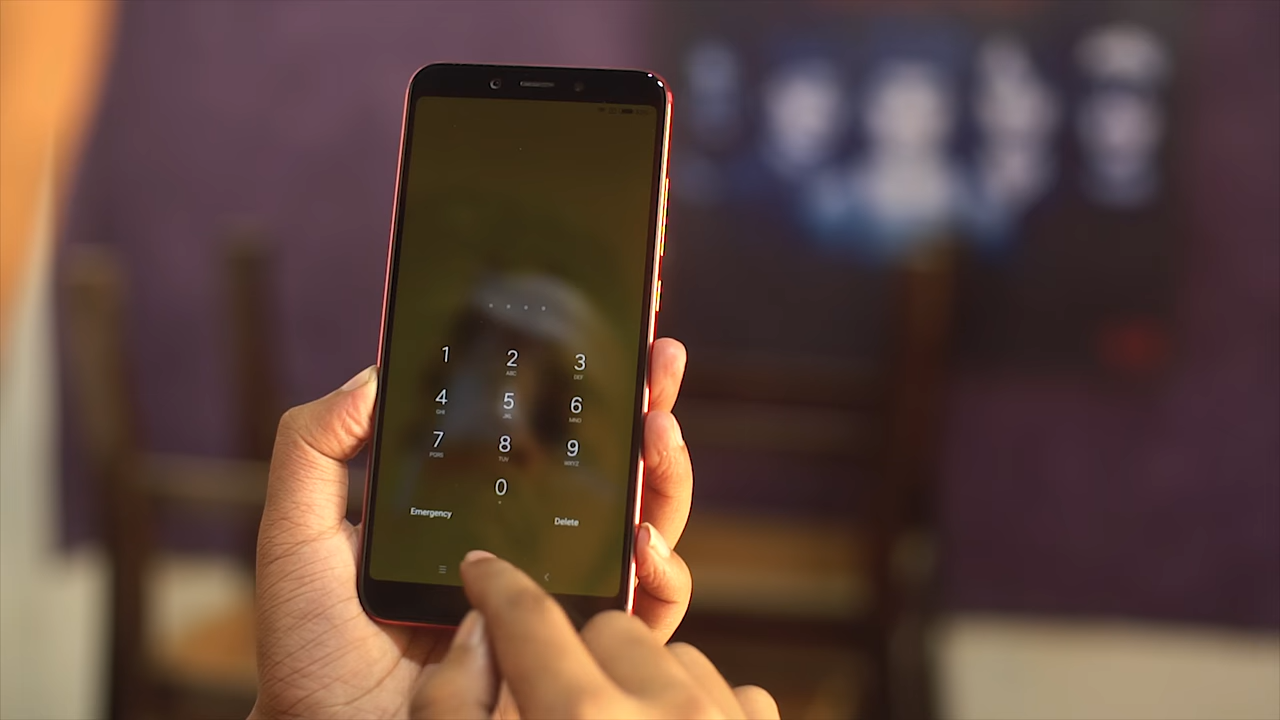 1 2 3
ABC DEF
4 5 6
GHI JKL MNO
7 8 9
PQRS TUV WXYZ
0
+
Emergency Delete